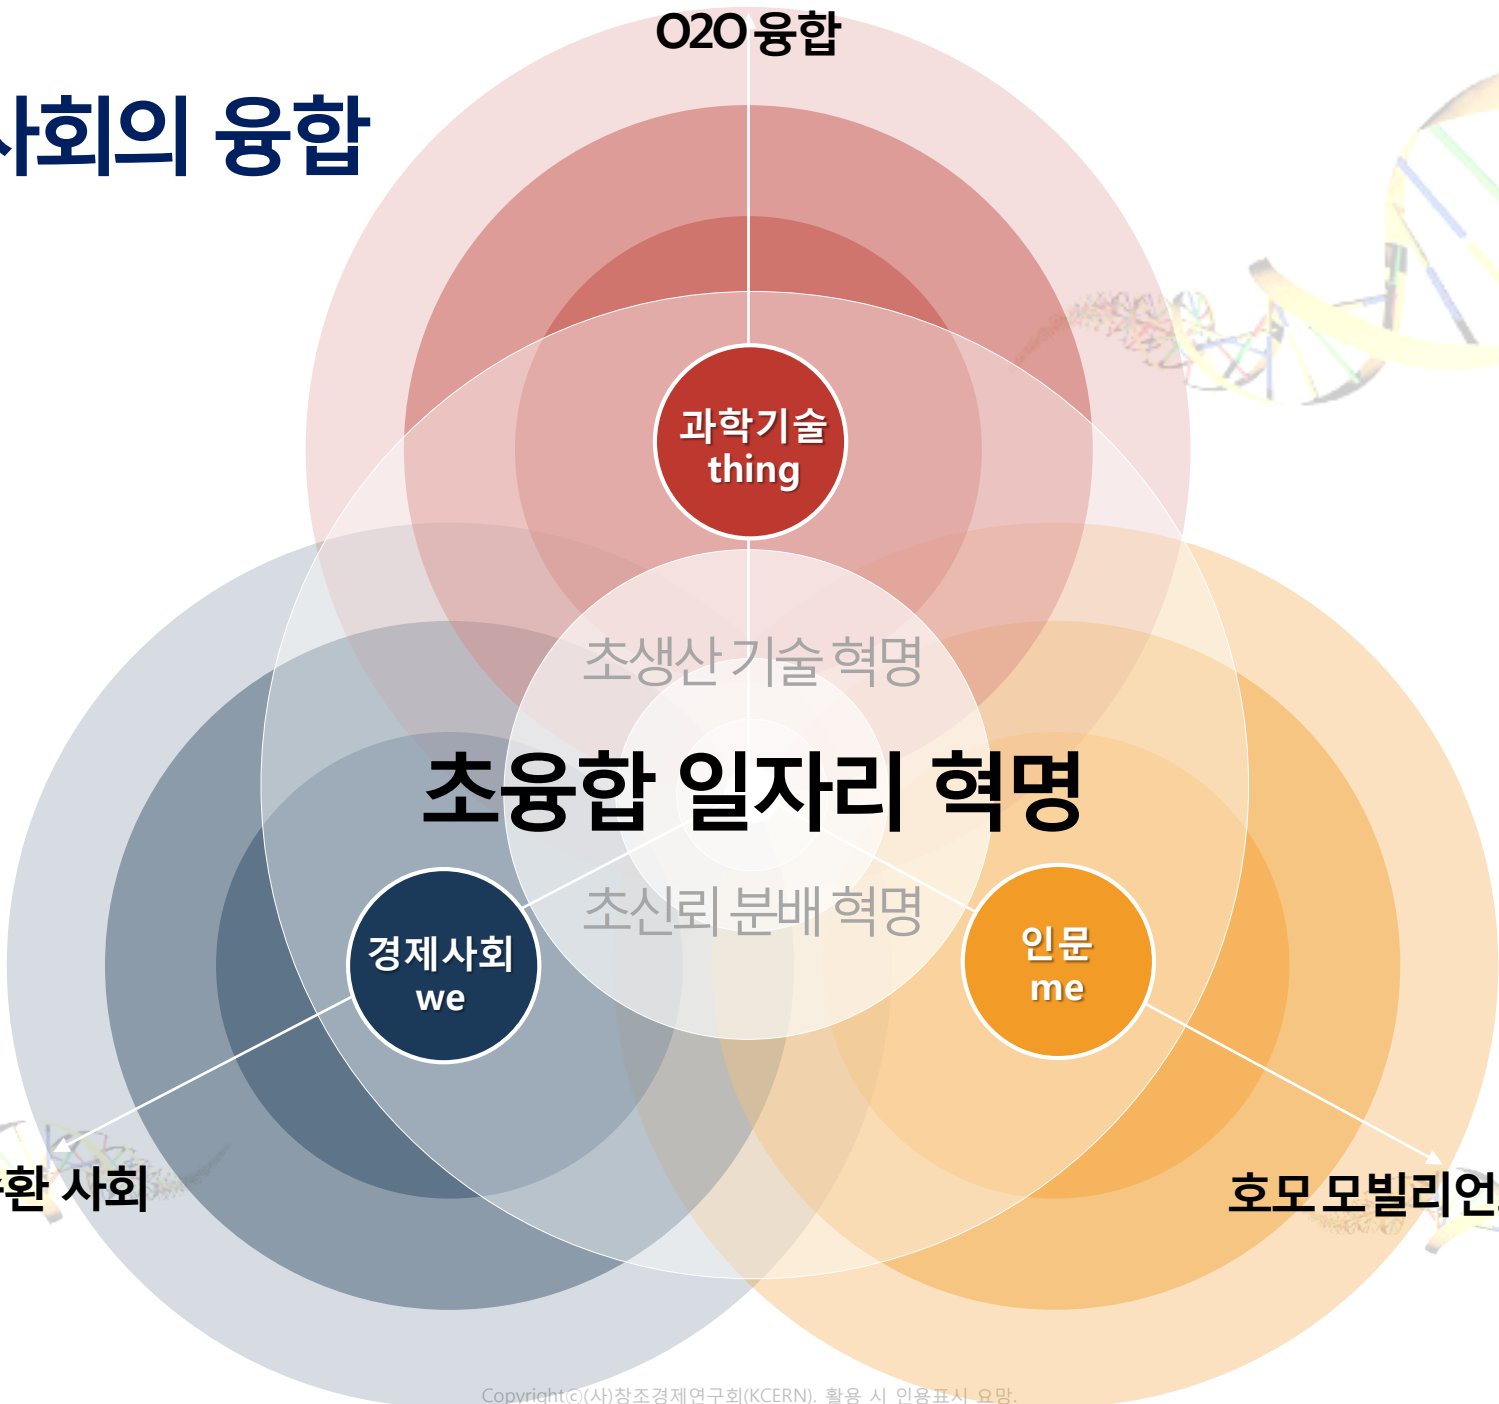 O2O 융합
사회의 융합
과학기술
thing
초생산 기술 혁명
초융합 일자리 혁명
초신뢰 분배 혁명
경제사회
we
인문
me
사회
호모 모빌리언
Copyrightⓒ(사)창조경제연구회(KCERN). 활용 시 인용표시 요망.